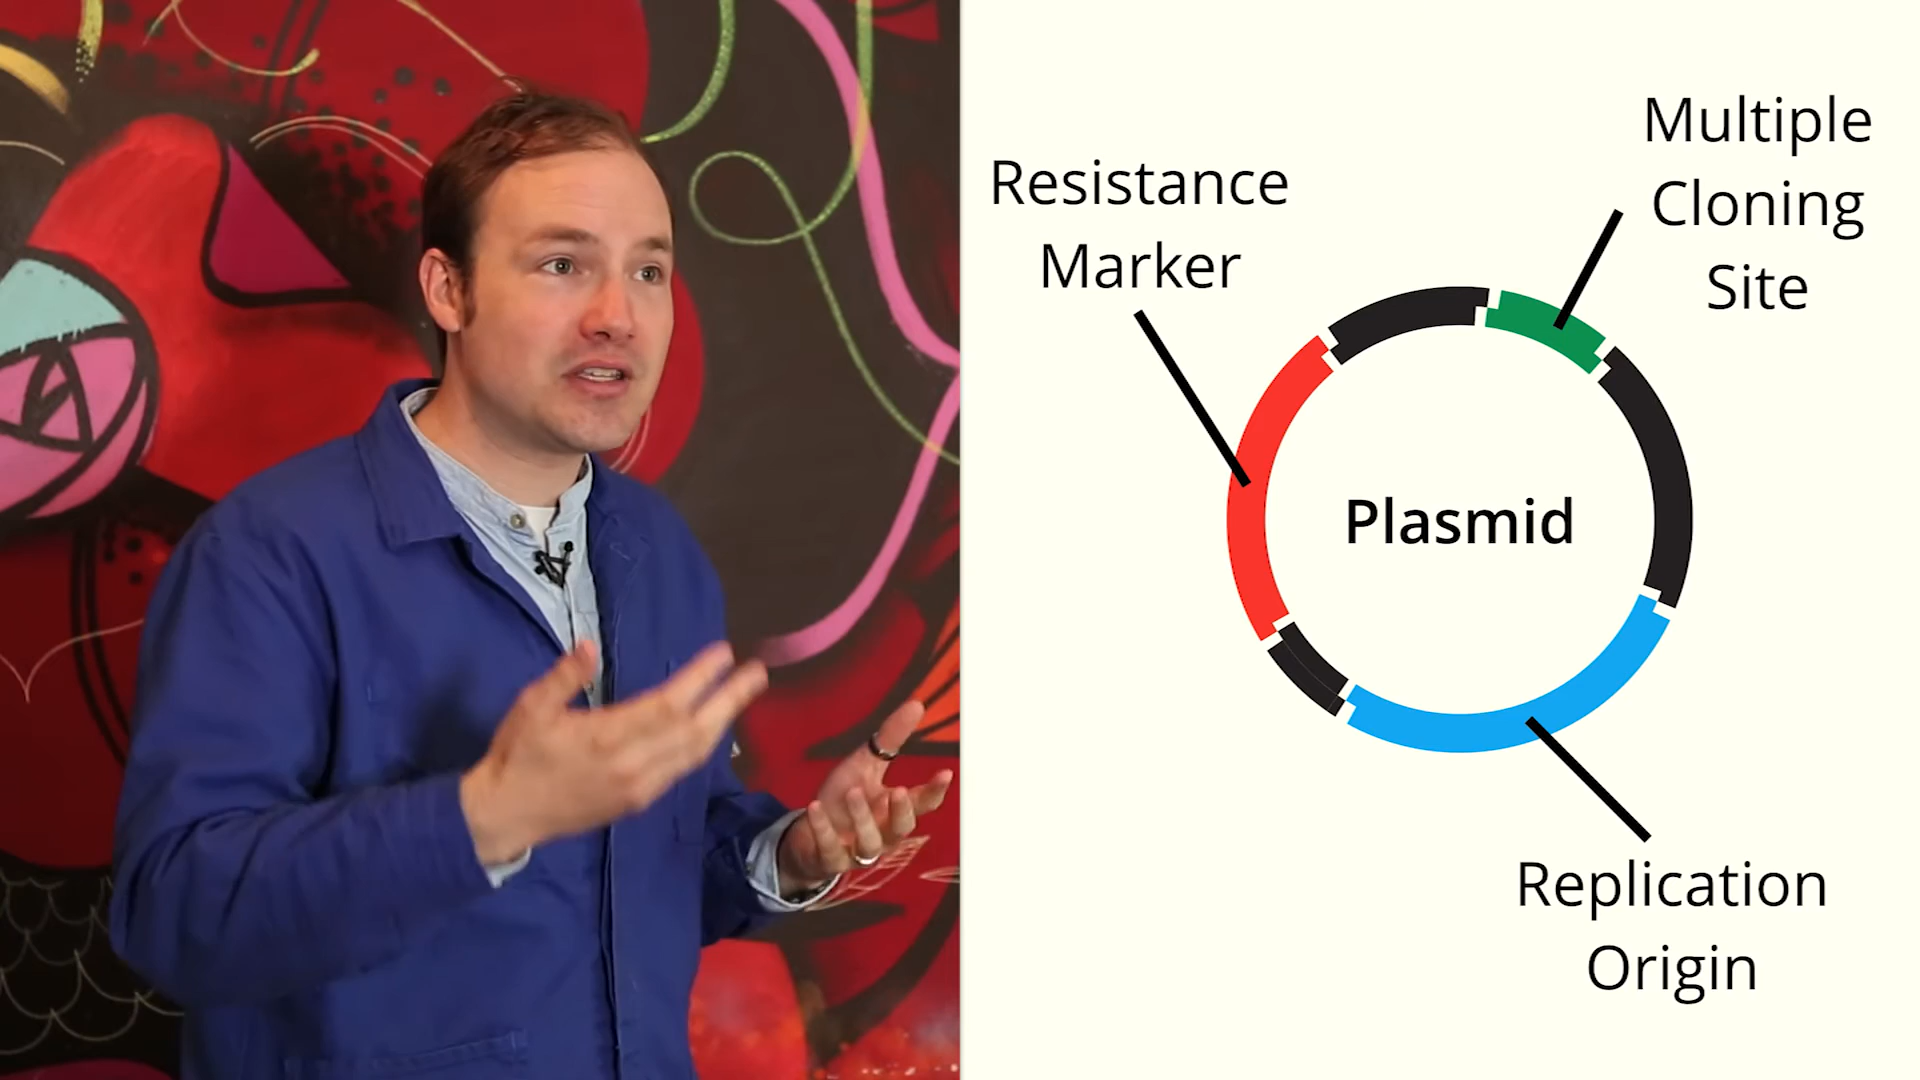 Resistance
Marker
Multiple
Cloning
Site
Plasmid
Replication
Origin